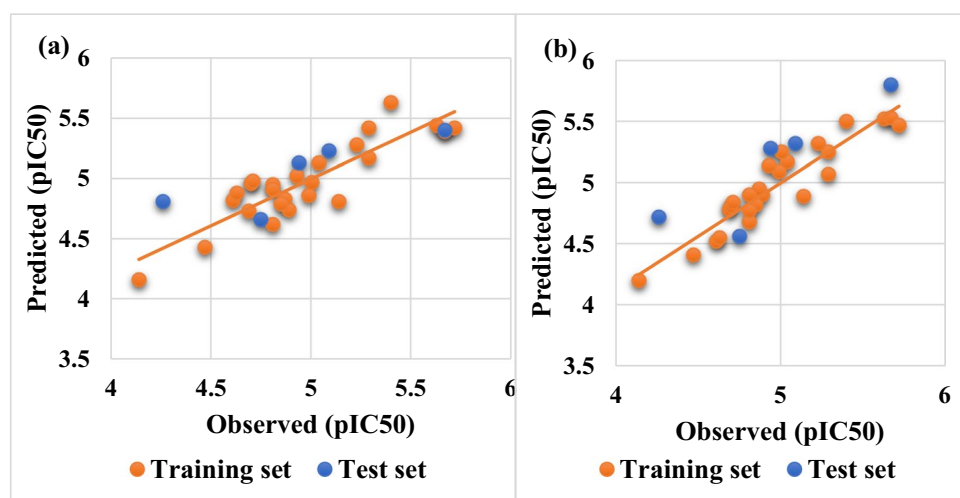 (a)
6
5.5
5
4.5
4
3.5
4
4.5
5
5.5
6
Predicted (pIC50)
Observed (pIC50)
Training set
Test set
(b)
6
5.5
5
4.5
4
3.5
4
5
6
Predicted (pIC50)
Observed (pIC50)
Training set
Test set